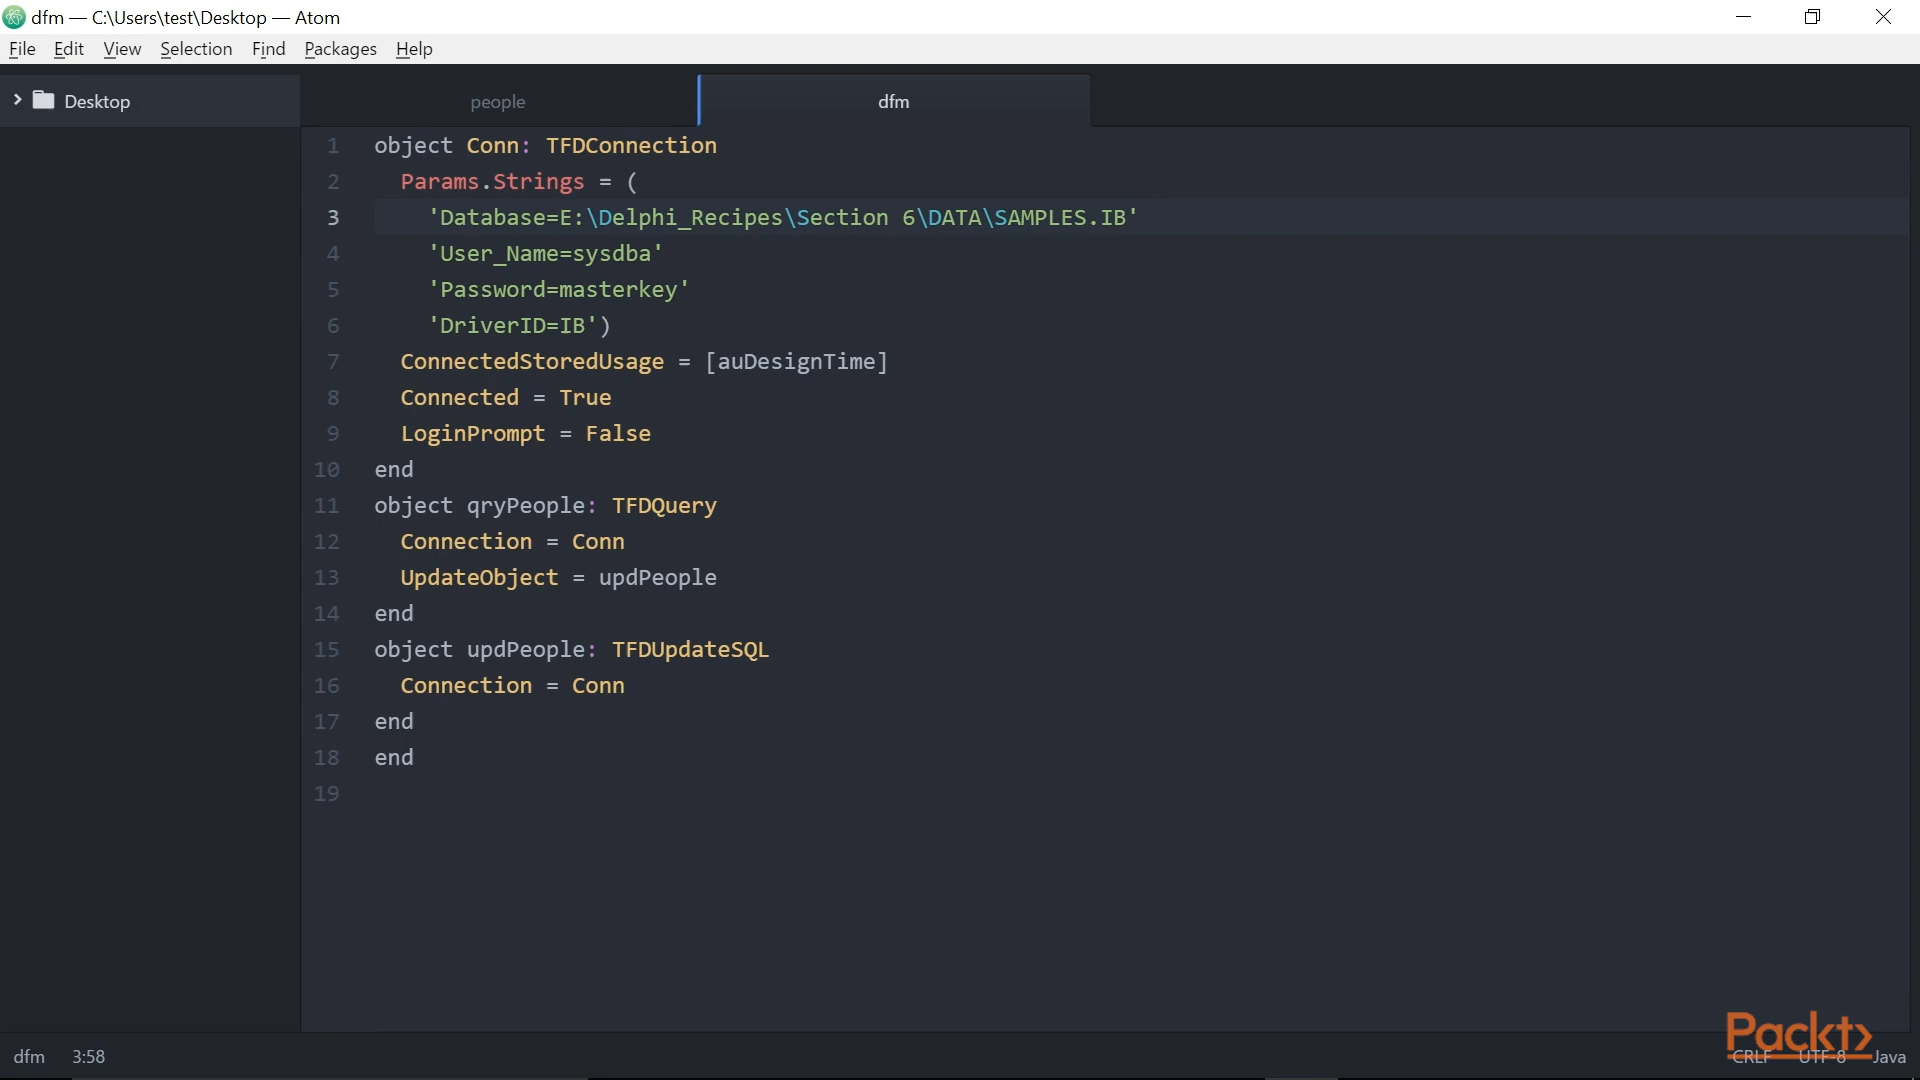 dfm — C:\Users\test\Desktop — Atom
File Edit View Selection Find Packages Help
Desktop
people
dfm
1 object Conn: TFDConnection
2 Params.Strings = (
3 'Database=E:\Delphi_Recipes\Section 6\DATA\SAMPLES.IB'
4 'User_Name=sysdba'
5 'Password=masterkey'
6 'DriverID=IB')
7 ConnectedStoredUsage = [auDesignTime]
8 Connected = True
9 LoginPrompt = False
10 end
11 object qryPeople: TFDQuery
12 Connection = Conn
13 UpdateObject = updPeople
14 end
15 object updPeople: TFDUpdateSQL
16 Connection = Conn
17 end
18 end
19
Packt>
dfm 3:58 CRLF UTF-8 Java